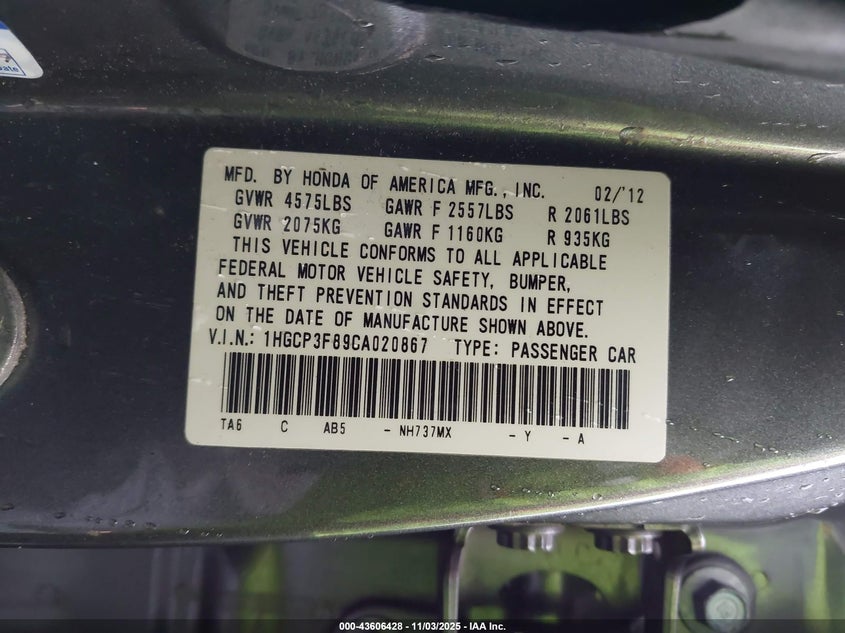 MFD. BY HONDA OF AMERICA MFG., INC. 02/'12
GVWR 4575LBS GAWR F 2557LBS R 2061LBS
GVWR 2075KG GAWR F 1160KG R 935KG
THIS VEHICLE CONFORMS TO ALL APPLICABLE
FEDERAL MOTOR VEHICLE SAFETY, BUMPER,
AND THEFT PREVENTION STANDARDS IN EFFECT
ON THE DATE OF MANUFACTURE SHOWN ABOVE.
V.I.N.: 1HGCP3F89CA020867 TYPE: PASSENGER CAR
TA6 C AB5 - NH737MX - Y - A
000-43606428 - 11/03/2025 - IAA Inc.